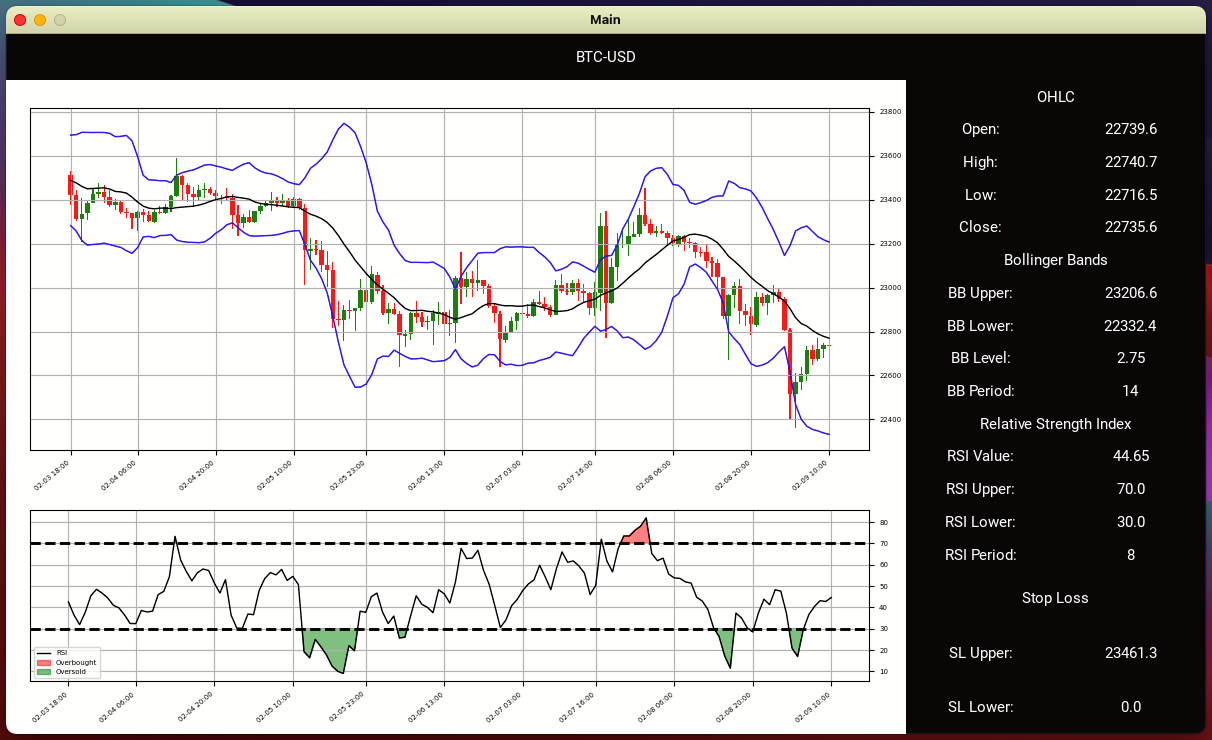 Main
BTC-USD
23800
23600
23400
23200
23000
22800
22600
22400
02-03 18:00
02-04 06:00
02-04 20:00
02-05 10:00
02-05 23:00
02-06 13:00
02-07 03:00
02-07 16:00
02-08 06:00
02-08 20:00
02-09 10:00
80
70
60
50
40
30
20
10
RSI
Overbought
Oversold
02-03 18:00
02-04 06:00
02-04 20:00
02-05 10:00
02-05 23:00
02-06 13:00
02-07 03:00
02-07 16:00
02-08 06:00
02-08 20:00
02-09 10:00
OHLC
Open: 22739.6
High: 22740.7
Low: 22716.5
Close: 22735.6
Bollinger Bands
BB Upper: 23206.6
BB Lower: 22332.4
BB Level: 2.75
BB Period: 14
Relative Strength Index
RSI Value: 44.65
RSI Upper: 70.0
RSI Lower: 30.0
RSI Period: 8
Stop Loss
SL Upper: 23461.3
SL Lower: 0.0